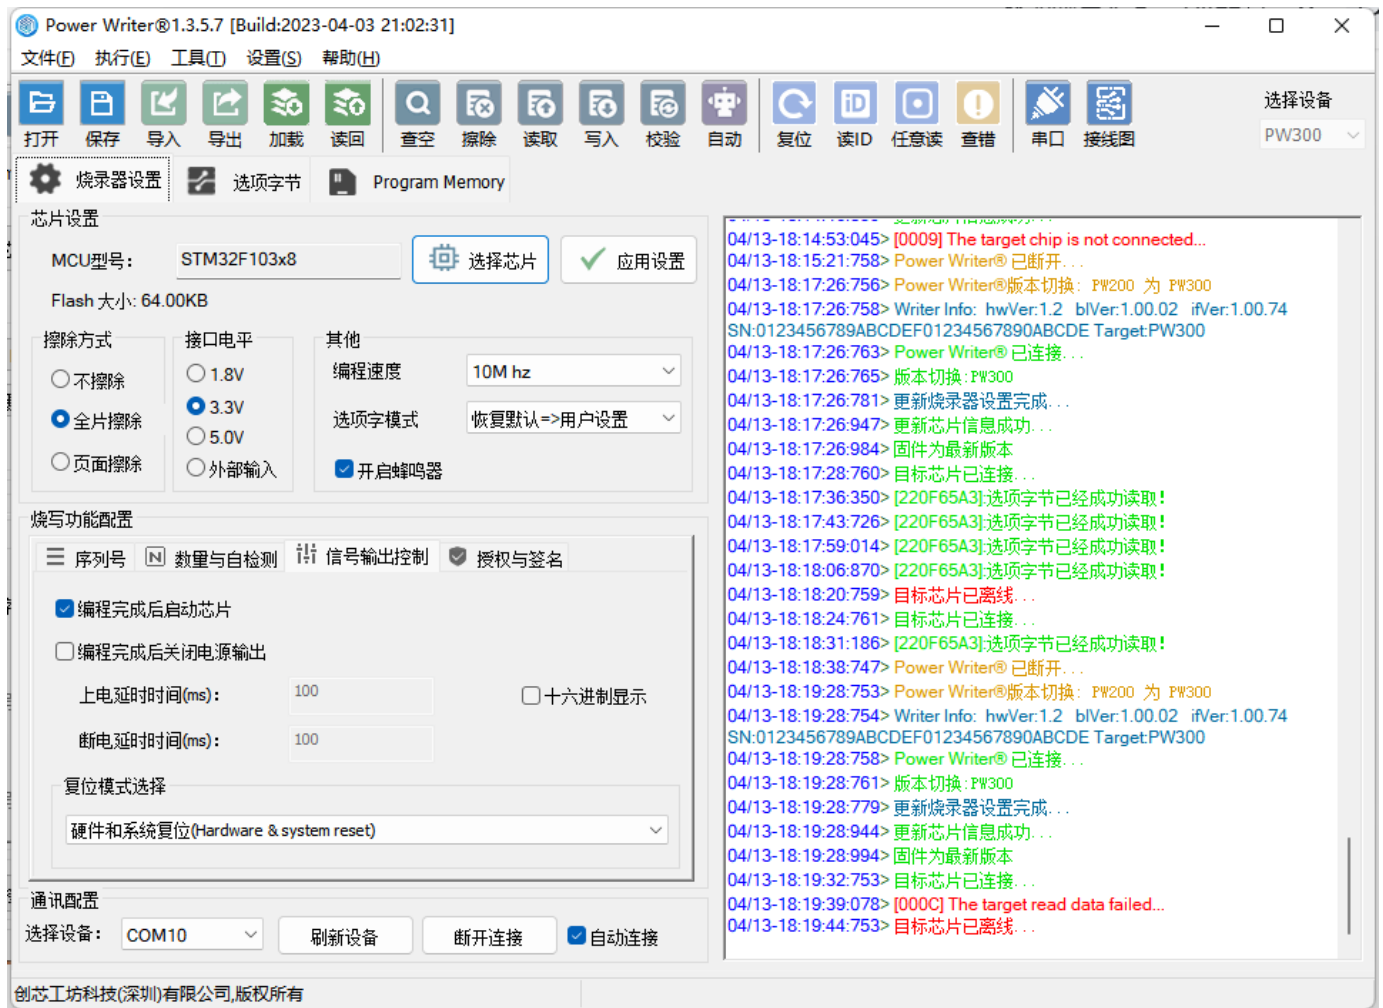 Power Writer®1.3.5.7 [Build:2023-04-03 21:02:31]
文件(F) 执行(E) 工具(T) 设置(S) 帮助(H)
打开 保存 导入 导出 加载 读回 查空 擦除 读取 写入 校验 自动 复位 读ID 任意读 查错 串口 接线图
选择设备
PW300
烧录器设置 选项字节 Program Memory
芯片设置
MCU型号: STM32F103x8 选择芯片 应用设置
Flash 大小: 64.00KB
擦除方式
不擦除
全片擦除
页面擦除
接口电平
1.8V
3.3V
5.0V
外部输入
其他
编程速度 10M hz
选项字模式 恢复默认=>用户设置
开启蜂鸣器
烧写功能配置
序列号 数量与自检测 信号输出控制 授权与签名
编程完成后启动芯片
编程完成后关闭电源输出
上电延时时间(ms): 100 十六进制显示
断电延时时间(ms): 100
复位模式选择
硬件和系统复位(Hardware & system reset)
通讯配置
选择设备: COM10 刷新设备 断开连接 自动连接
创芯工坊科技(深圳)有限公司,版权所有
04/13-18:14:53:045> [0009] The target chip is not connected...
04/13-18:15:21:758> Power Writer® 已断开...
04/13-18:17:26:756> Power Writer®版本切换: PW200 为 PW300
04/13-18:17:26:758> Writer Info: hwVer:1.2 blVer:1.00.02 ifVer:1.00.74
SN:0123456789ABCDEF01234567890ABCDE Target:PW300
04/13-18:17:26:763> Power Writer® 已连接...
04/13-18:17:26:765> 版本切换:PW300
04/13-18:17:26:781> 更新烧录器设置完成...
04/13-18:17:26:947> 更新芯片信息成功...
04/13-18:17:26:984> 固件为最新版本
04/13-18:17:28:760> 目标芯片已连接...
04/13-18:17:36:350> [220F65A3]:选项字节已经成功读取!
04/13-18:17:43:726> [220F65A3]:选项字节已经成功读取!
04/13-18:17:59:014> [220F65A3]:选项字节已经成功读取!
04/13-18:18:06:870> [220F65A3]:选项字节已经成功读取!
04/13-18:18:20:759> 目标芯片已离线...
04/13-18:18:24:761> 目标芯片已连接...
04/13-18:18:31:186> [220F65A3]:选项字节已经成功读取!
04/13-18:18:38:747> Power Writer® 已断开...
04/13-18:19:28:753> Power Writer®版本切换: PW200 为 PW300
04/13-18:19:28:754> Writer Info: hwVer:1.2 blVer:1.00.02 ifVer:1.00.74
SN:0123456789ABCDEF01234567890ABCDE Target:PW300
04/13-18:19:28:758> Power Writer® 已连接...
04/13-18:19:28:761> 版本切换:PW300
04/13-18:19:28:779> 更新烧录器设置完成...
04/13-18:19:28:944> 更新芯片信息成功...
04/13-18:19:28:994> 固件为最新版本
04/13-18:19:32:753> 目标芯片已连接...
04/13-18:19:39:078> [000C] The target read data failed...
04/13-18:19:44:753> 目标芯片已离线...